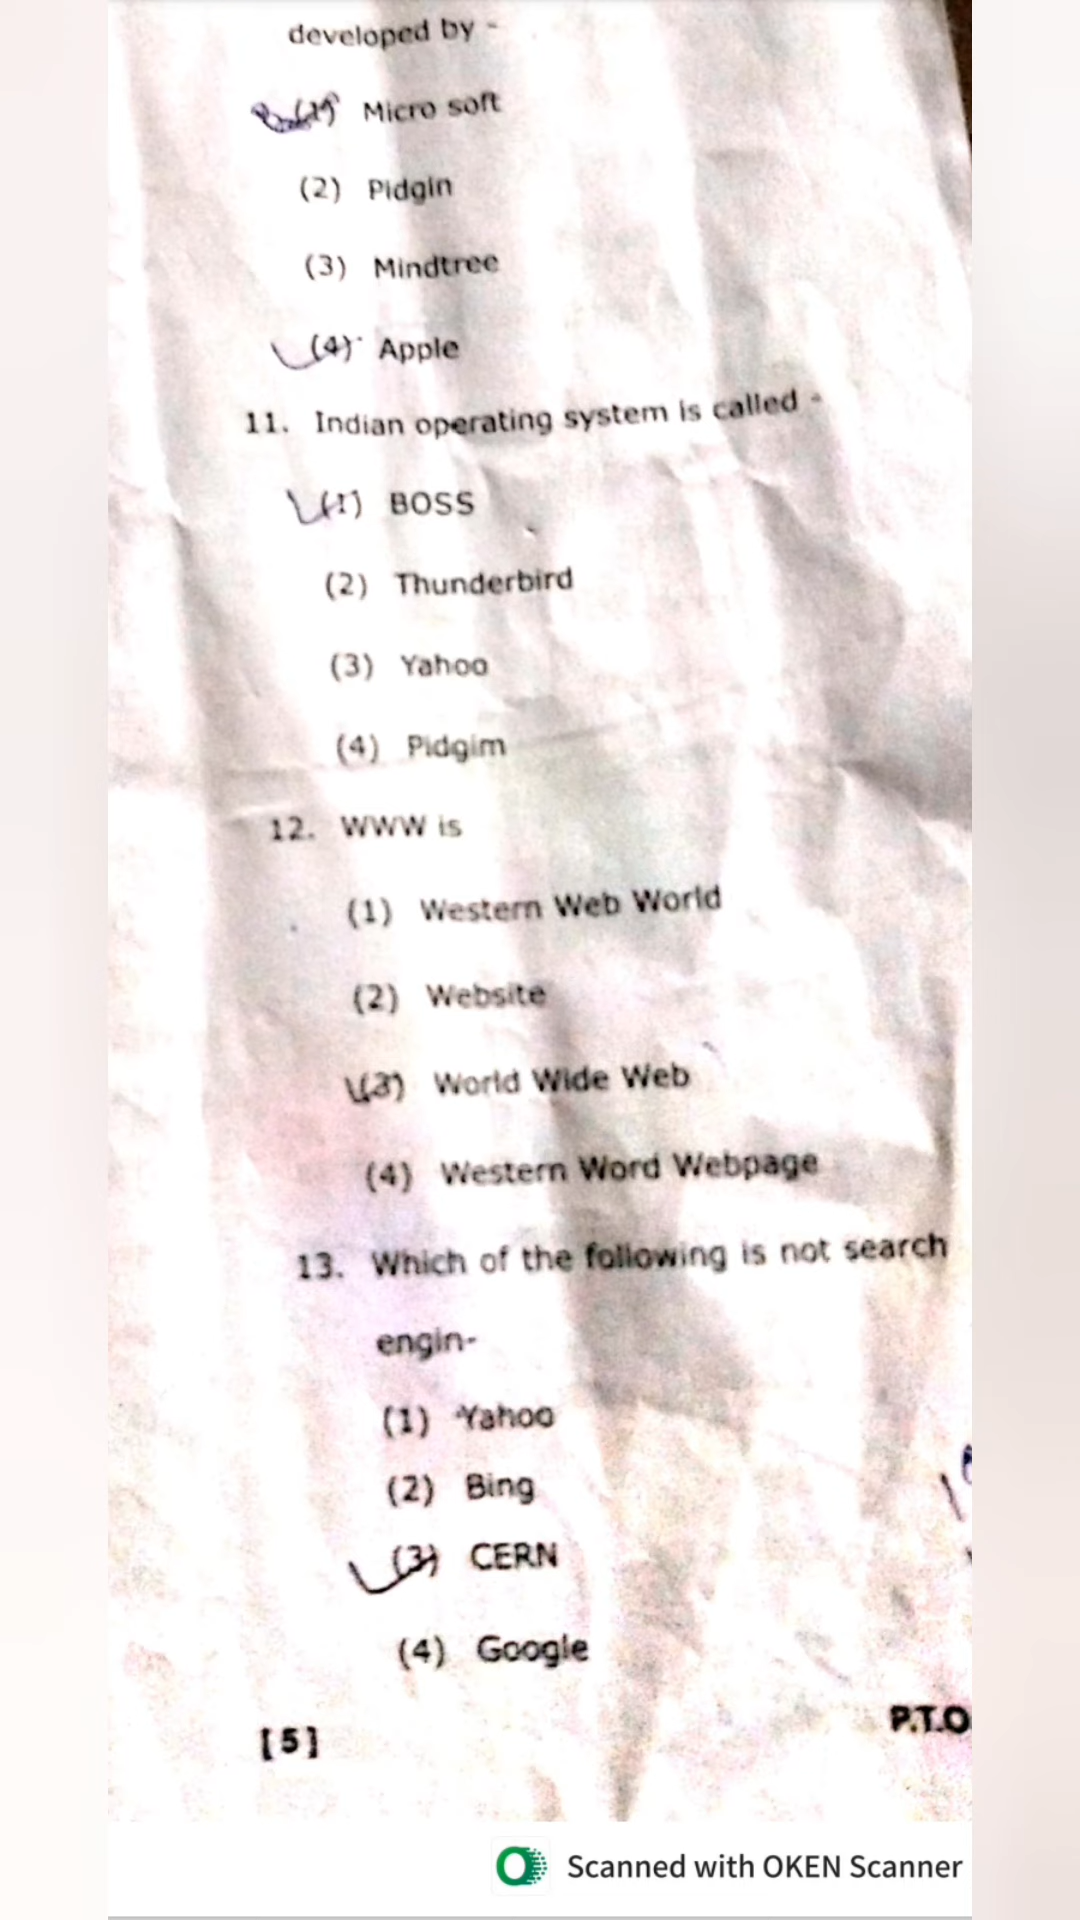 developed by -
(1) Micro soft
(2) Pidgin
(3) Mindtree
(4) Apple
11. Indian operating system is called -
(1) BOSS
(2) Thunderbird
(3) Yahoo
(4) Pidgim
12. WWW is
(1) Western Web World
(2) Website
(3) World Wide Web
(4) Western Word Webpage
13. Which of the following is not search
engin-
(1) Yahoo
(2) Bing
(3) CERN
(4) Google
[5]
P.T.O
Scanned with OKEN Scanner